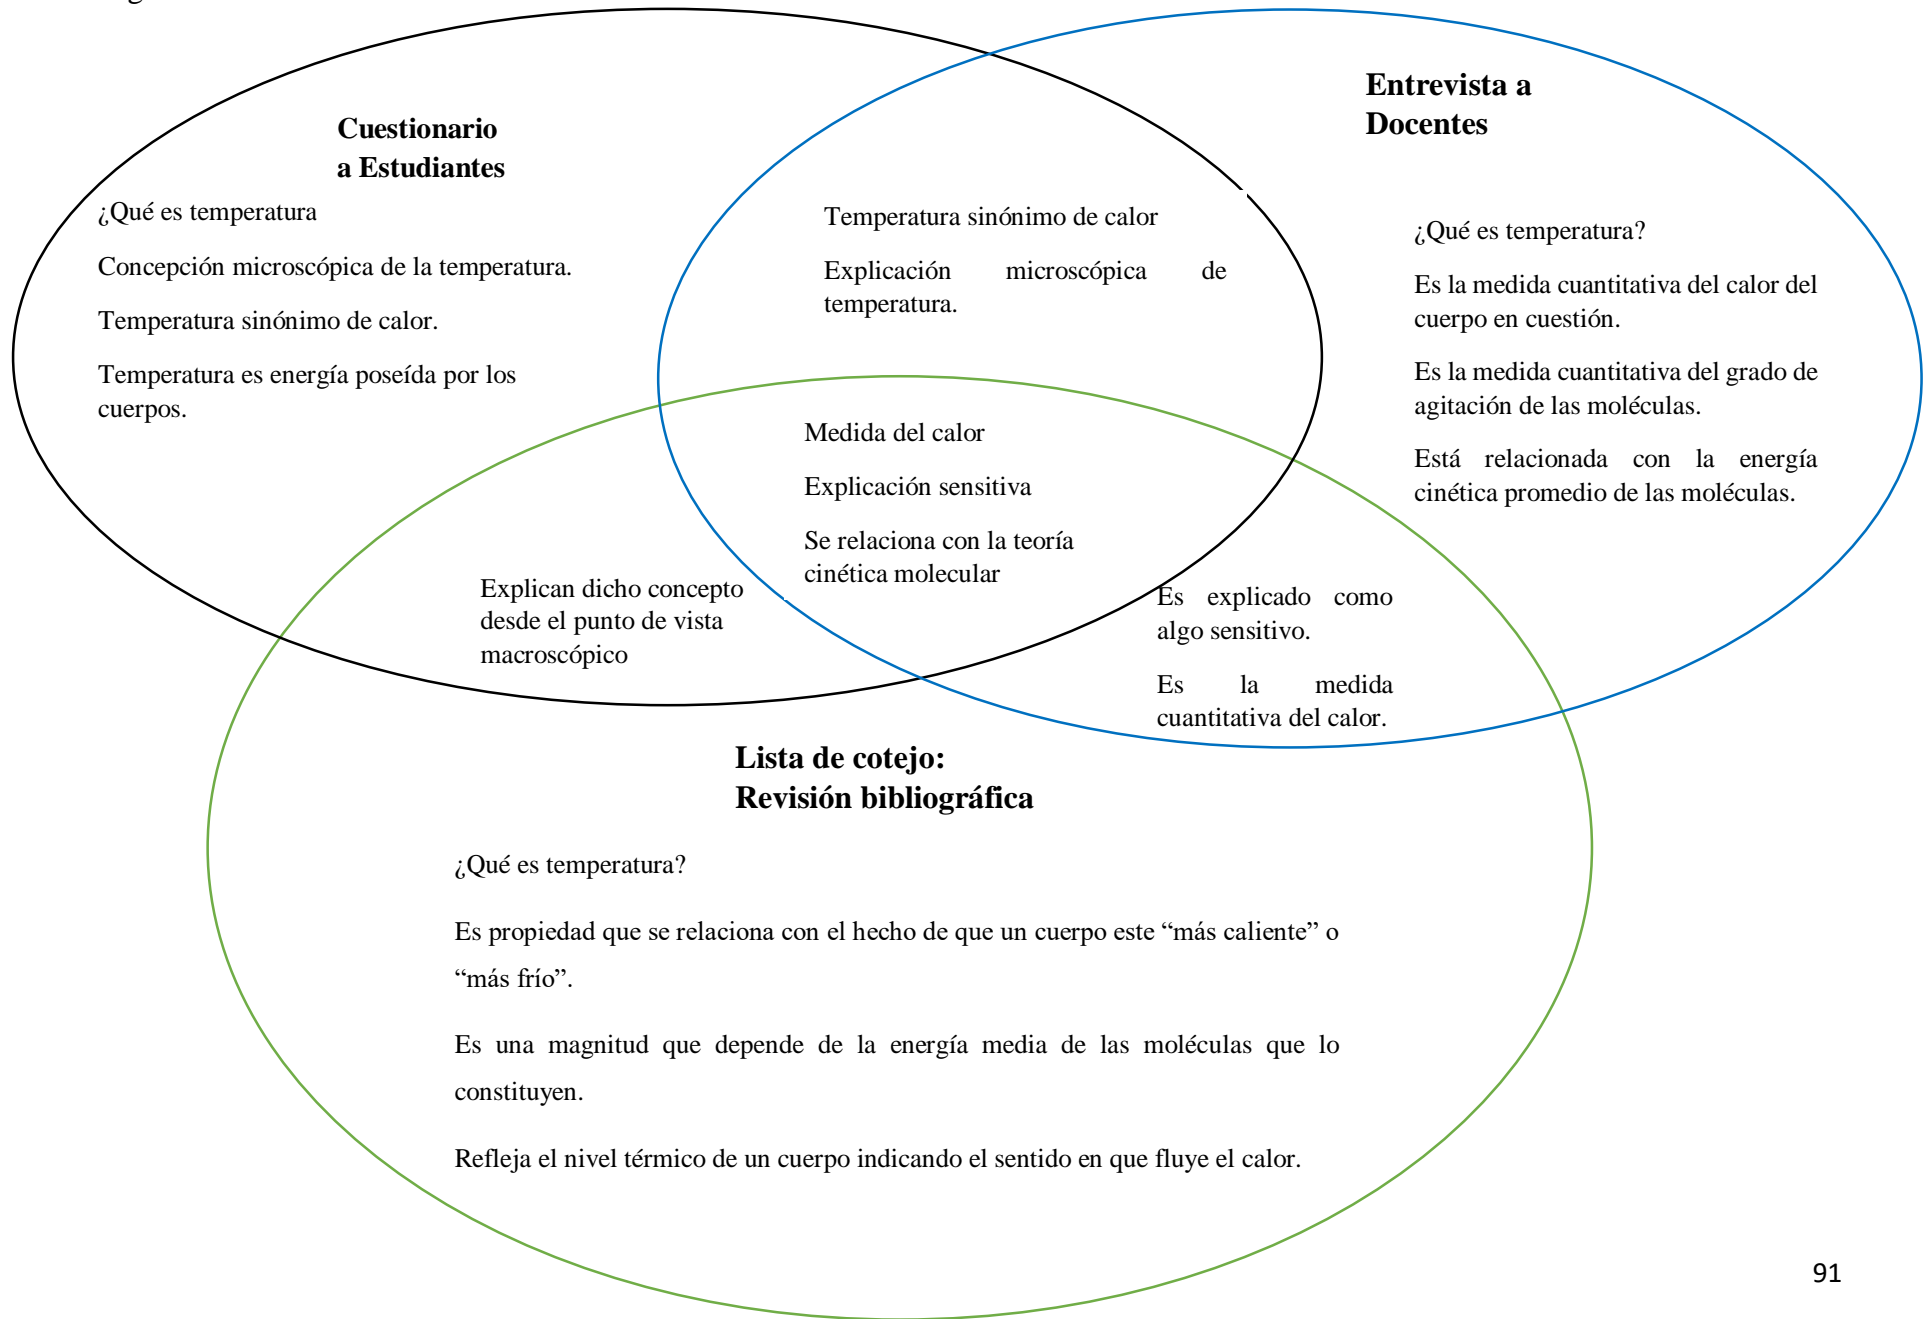 Cuestionario
a Estudiantes
¿Qué es temperatura
Concepción microscópica de la temperatura.
Temperatura sinónimo de calor.
Temperatura es energía poseída por los
cuerpos.
Temperatura sinónimo de calor
Explicación microscópica de
temperatura.
Entrevista a
Docentes
¿Qué es temperatura?
Es la medida cuantitativa del calor del
cuerpo en cuestión.
Es la medida cuantitativa del grado de
agitación de las moléculas.
Está relacionada con la energía
cinética promedio de las moléculas.
Medida del calor
Explicación sensitiva
Se relaciona con la teoría
cinética molecular
Explican dicho concepto
desde el punto de vista
macroscópico
Es explicado como
algo sensitivo.
Es la medida
cuantitativa del calor.
Lista de cotejo:
Revisión bibliográfica
¿Qué es temperatura?
Es propiedad que se relaciona con el hecho de que un cuerpo este “más caliente” o
“más frío”.
Es una magnitud que depende de la energía media de las moléculas que lo
constituyen.
Refleja el nivel térmico de un cuerpo indicando el sentido en que fluye el calor.
91